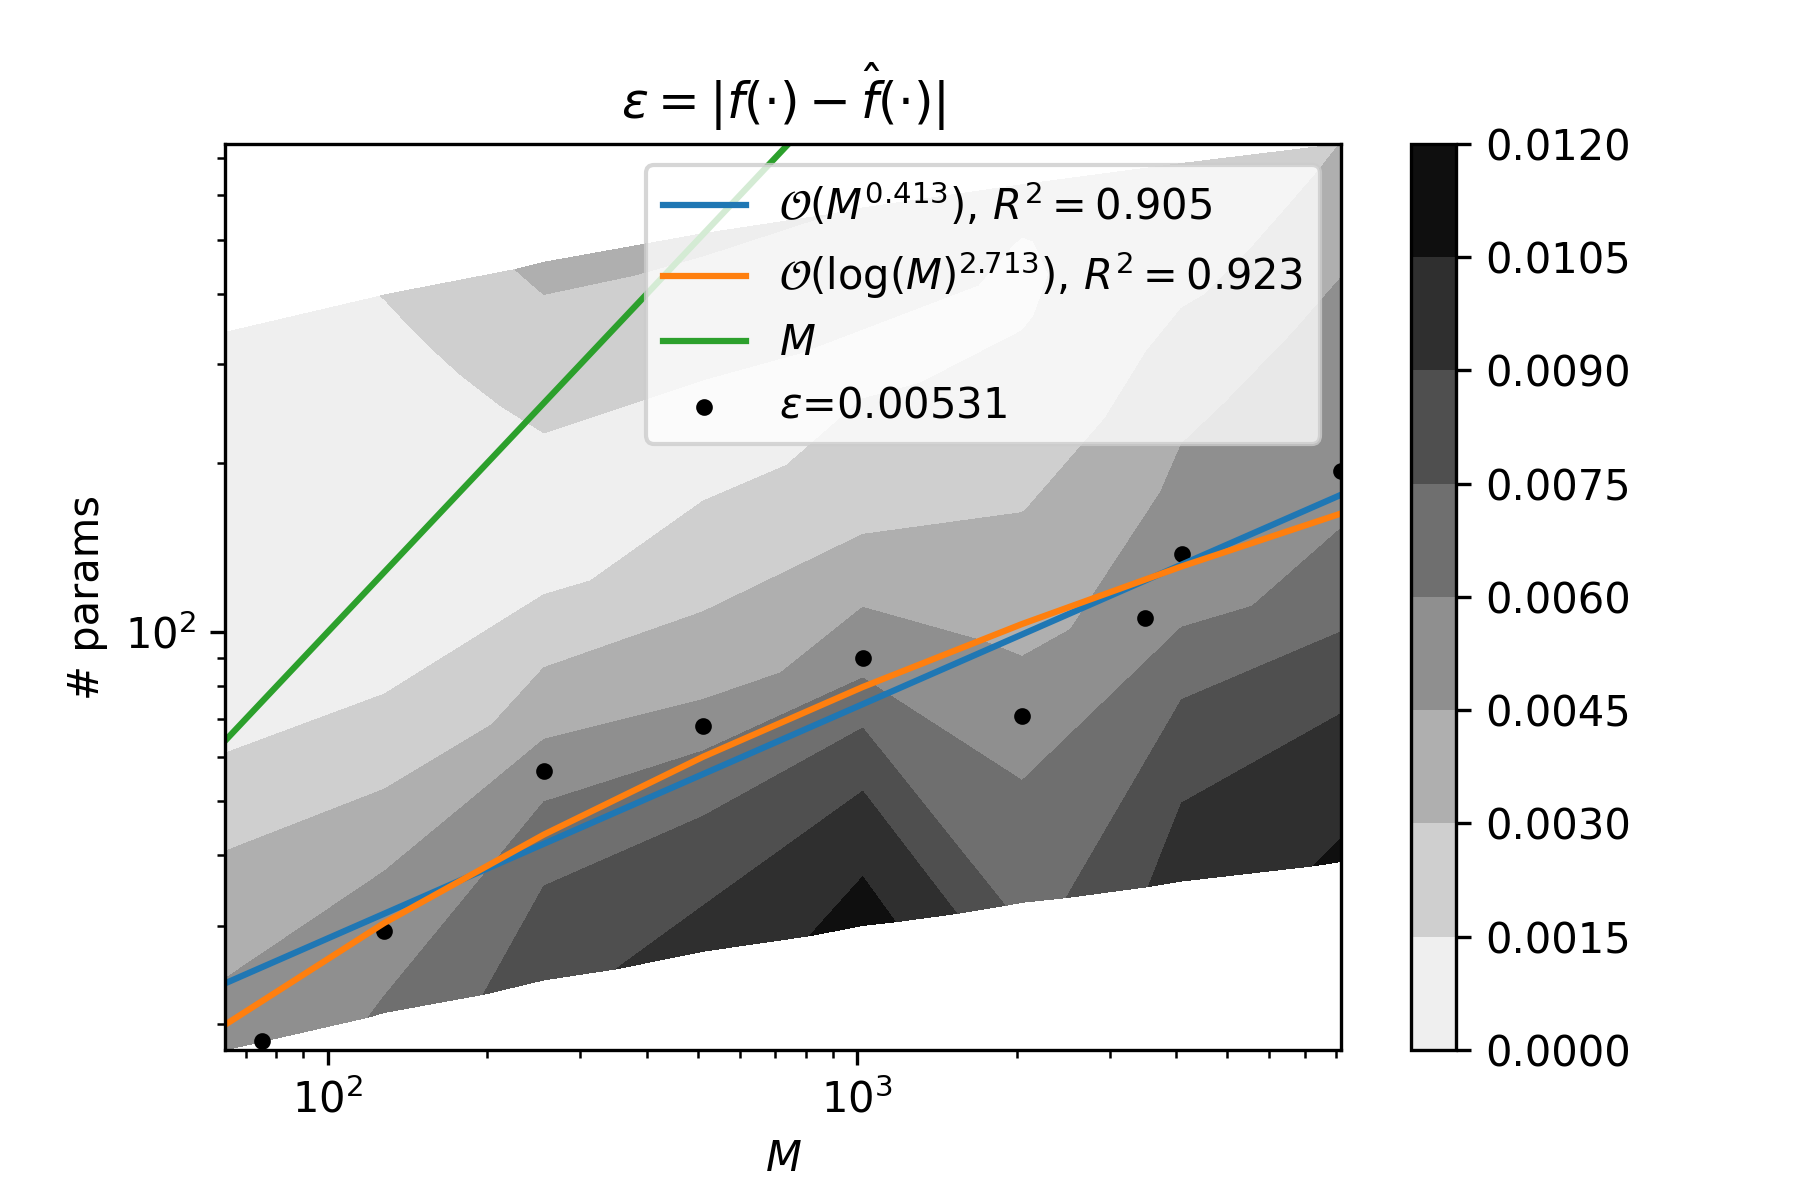 ε = |f(·) − f̂(·)|
𝒪(M^0.413), R² = 0.905
𝒪(log(M)^2.713), R² = 0.923
M
ε=0.00531
# params
10²
10² 10³
M
0.0120
0.0105
0.0090
0.0075
0.0060
0.0045
0.0030
0.0015
0.0000